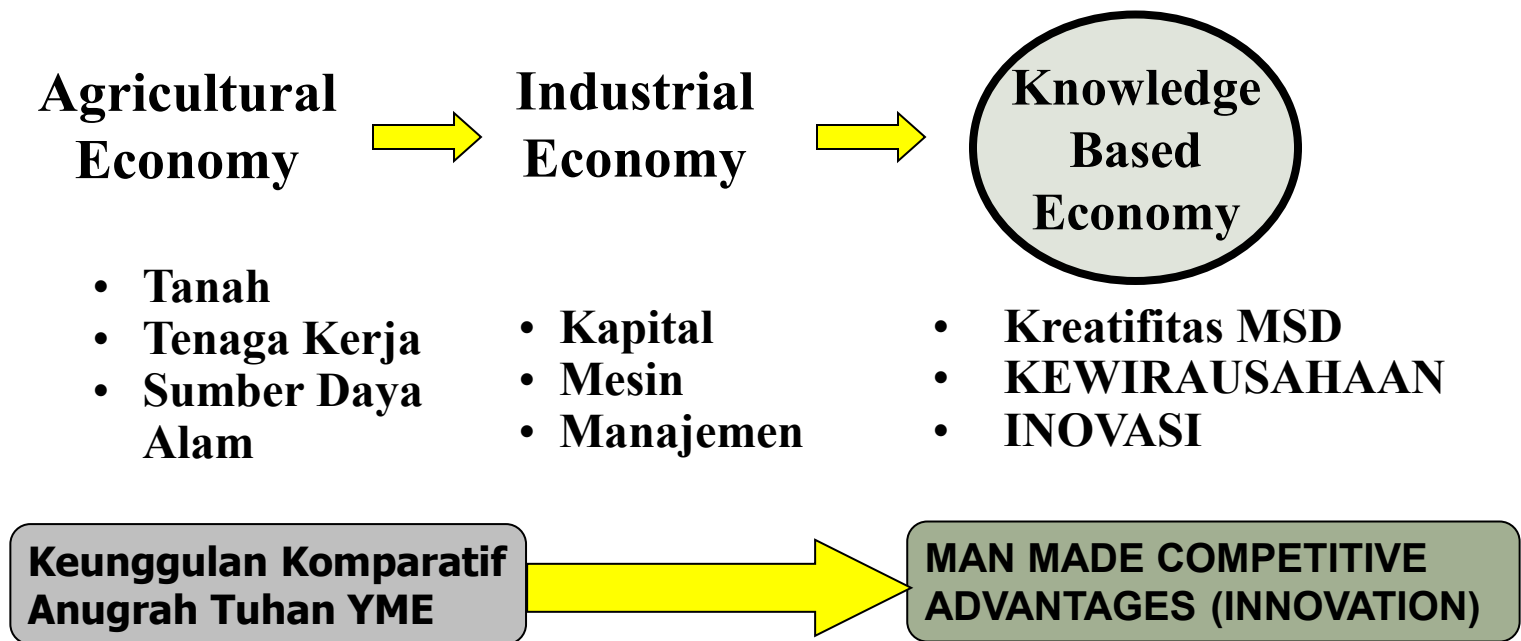 Agricultural
Economy
Industrial
Economy
Knowledge
Based
Economy
• Tanah
• Tenaga Kerja
• Sumber Daya
Alam
• Kapital
• Mesin
• Manajemen
• Kreatifitas MSD
• KEWIRAUSAHAAN
• INOVASI
Keunggulan Komparatif
Anugrah Tuhan YME
MAN MADE COMPETITIVE
ADVANTAGES (INNOVATION)